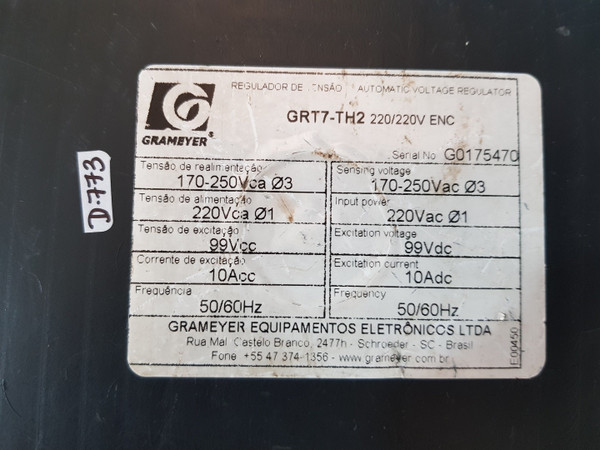 REGULADOR DE TENSÃO AUTOMATIC VOLTAGE REGULATOR
GRAMEYER®
GRT7-TH2 220/220V ENC
Serial No G0175470
Tensão de realimentação
170-250Vca Ø3
Sensing voltage
170-250Vac Ø3
Tensão de alimentação
220Vca Ø1
Input power
220Vac Ø1
Tensão de excitação
99Vcc
Excitation voltage
99Vdc
Corrente de excitação
10Acc
Excitation current
10Adc
Frequência
50/60Hz
Frequency
50/60Hz
GRAMEYER EQUIPAMENTOS ELETRÔNICOS LTDA
Rua Mal. Castelo Branco, 2477h - Schroeder - SC - Brasil
Fone +55 47 374-1356 - www.grameyer.com.br
E00450
D-773